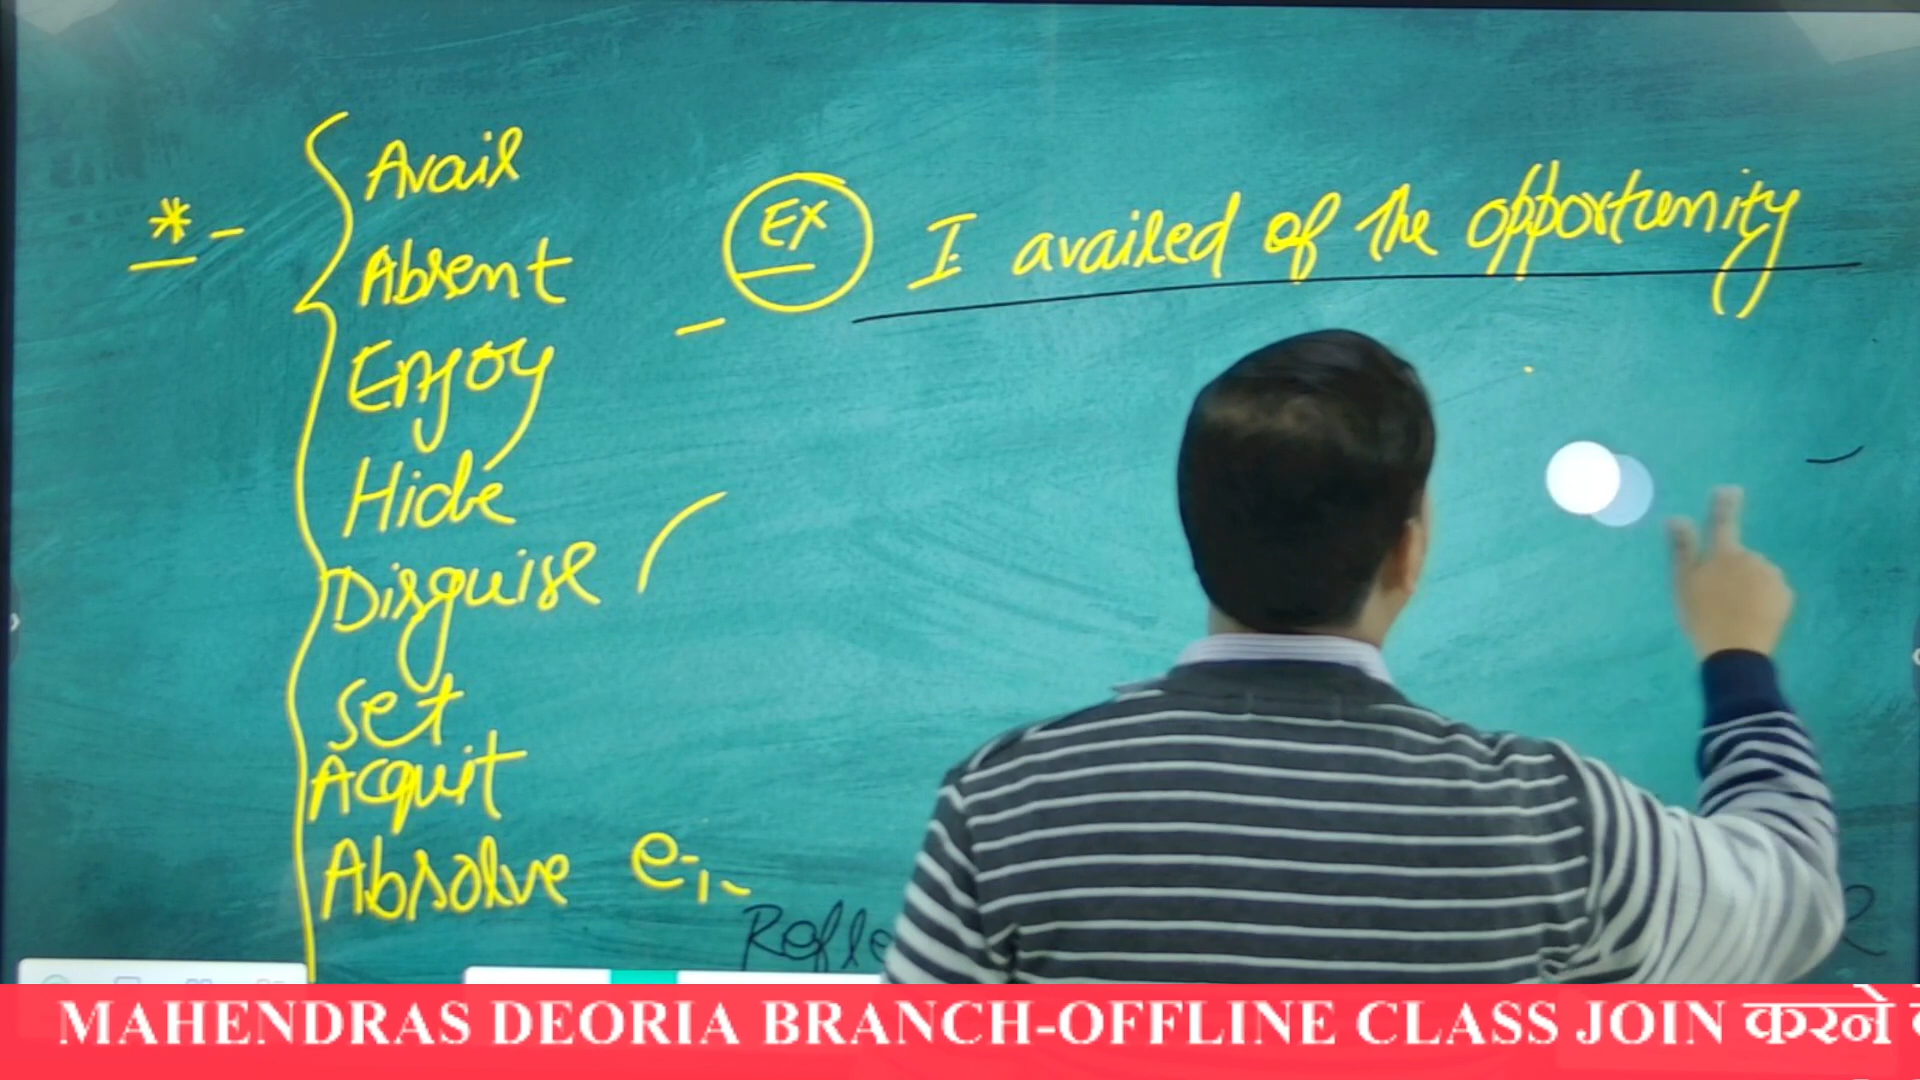 * -
Avail
Absent
Enjoy
Hide
Disguise
Set
Acquit
Absolve
Ex I availed of the opportunity
MAHENDRAS DEORIA BRANCH-OFFLINE CLASS JOIN करने